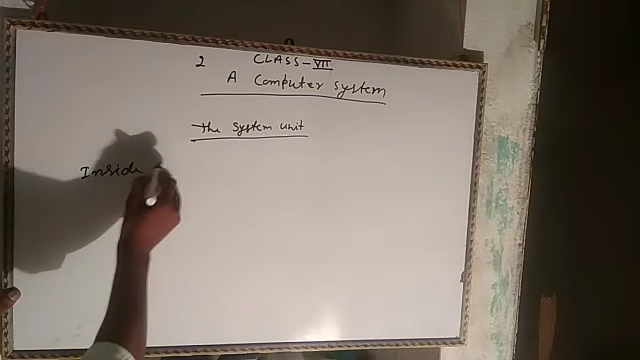 2 CLASS-VII
A Computer System
The System Unit
Inside